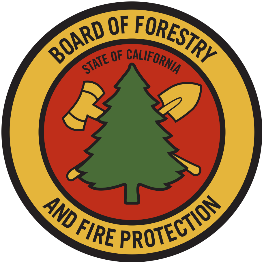 BOARD OF FORESTRY
STATE OF CALIFORNIA
AND FIRE PROTECTION